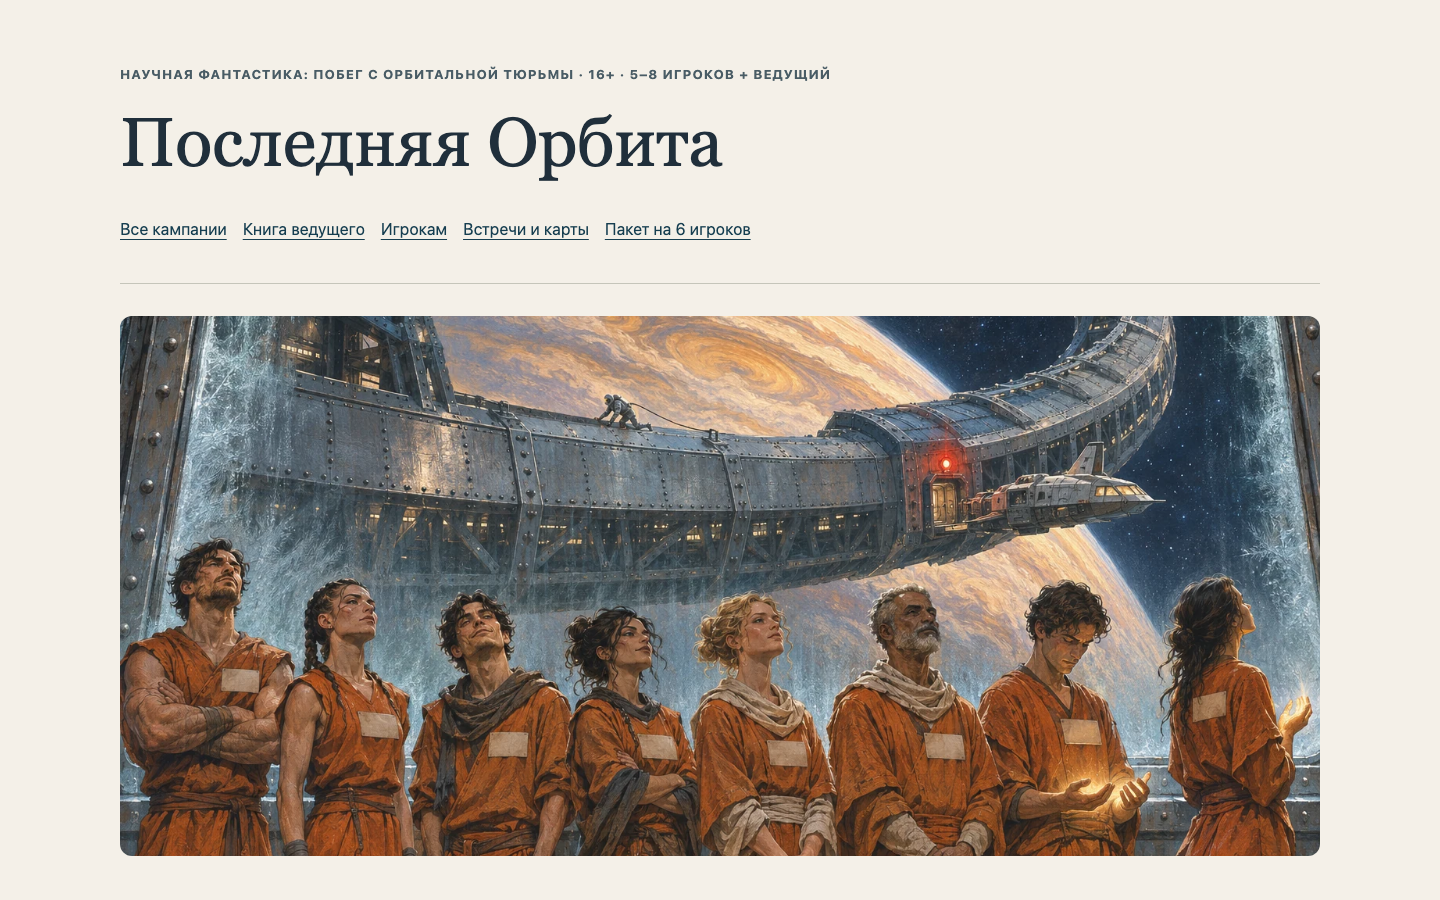 НАУЧНАЯ ФАНТАСТИКА: ПОБЕГ С ОРБИТАЛЬНОЙ ТЮРЬМЫ · 16+ · 5–8 ИГРОКОВ + ВЕДУЩИЙ
Последняя Орбита
Все кампании Книга ведущего Игрокам Встречи и карты Пакет на 6 игроков